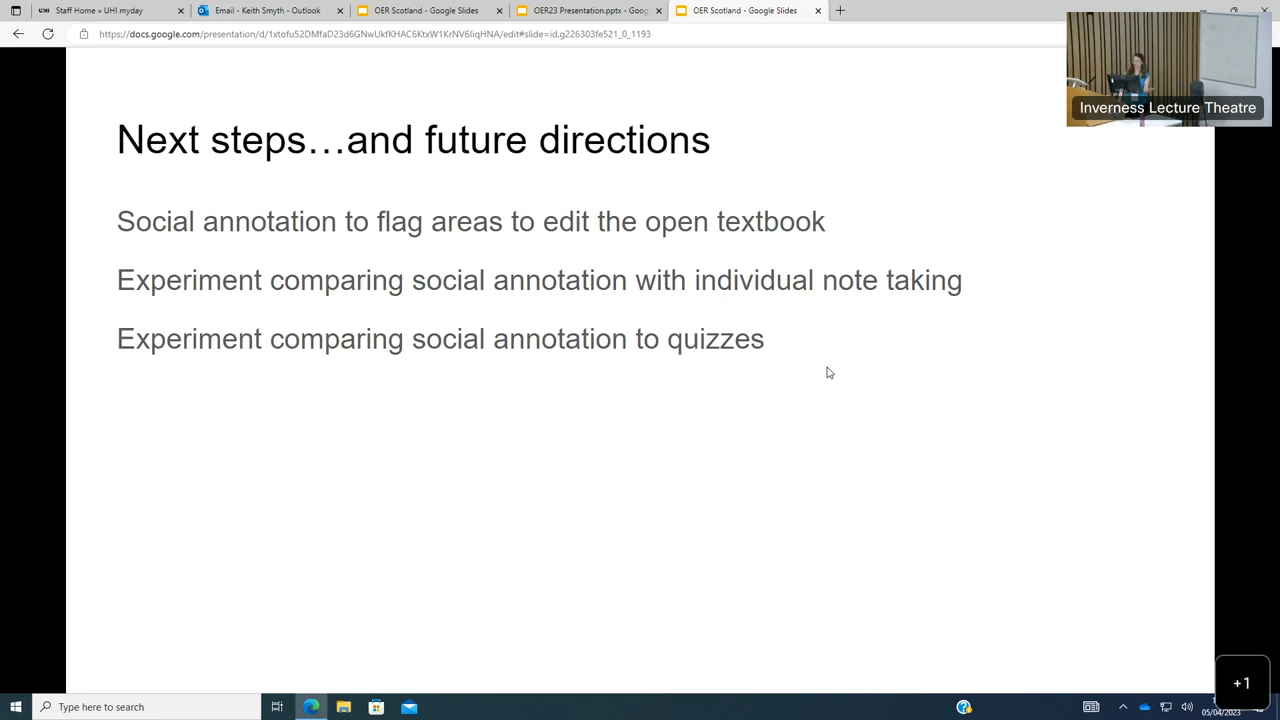 Staff Home » UHI myday
Email - Keith Smyth - Outlook
OER Scotland - Google Slides
OER23 Presentation.pptx - Goog
OER Scotland - Google Slides
https://docs.google.com/presentation/d/1xtofu52DMfaD23d6GNwUkfKHAC6KtxW1KrNV6IiqHNA/edit#slide=id.g226303fe521_0_1193
Inverness Lecture Theatre
Next steps…and future directions
Social annotation to flag areas to edit the open textbook
Experiment comparing social annotation with individual note taking
Experiment comparing social annotation to quizzes
+1
Type here to search
05/04/2023